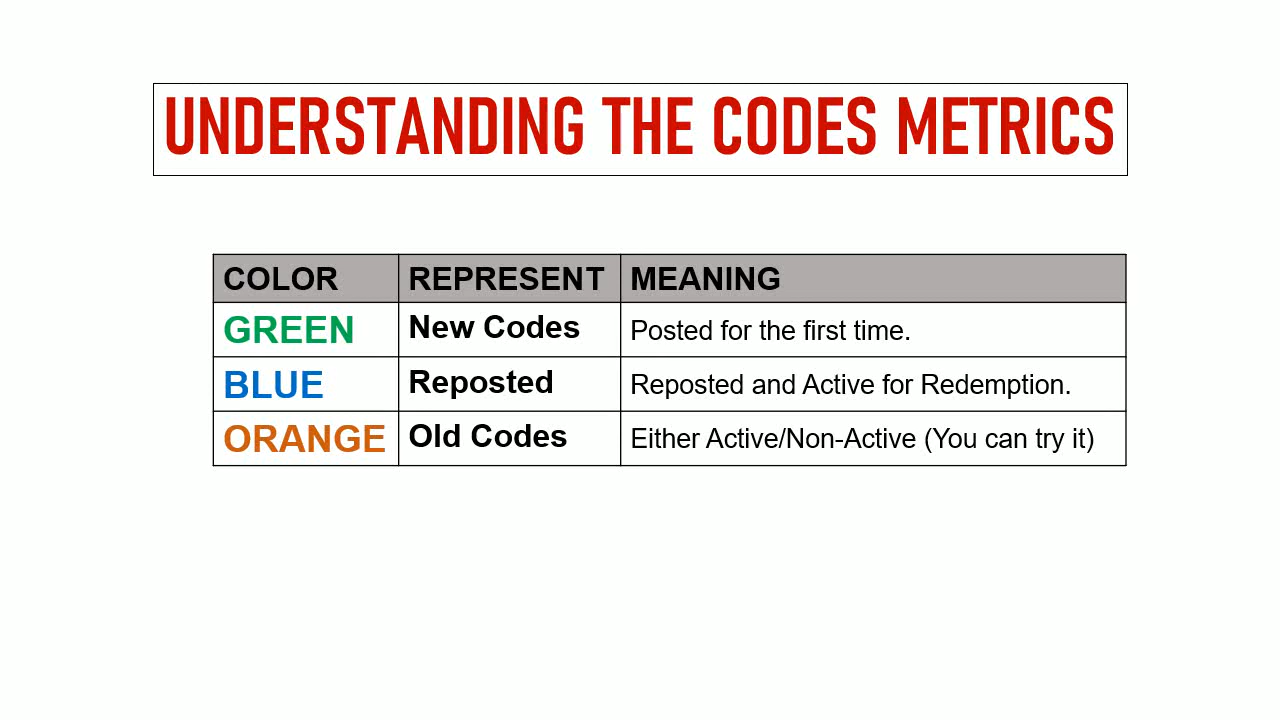 UNDERSTANDING THE CODES METRICS
COLOR REPRESENT MEANING
GREEN New Codes Posted for the first time.
BLUE Reposted Reposted and Active for Redemption.
ORANGE Old Codes Either Active/Non-Active (You can try it)